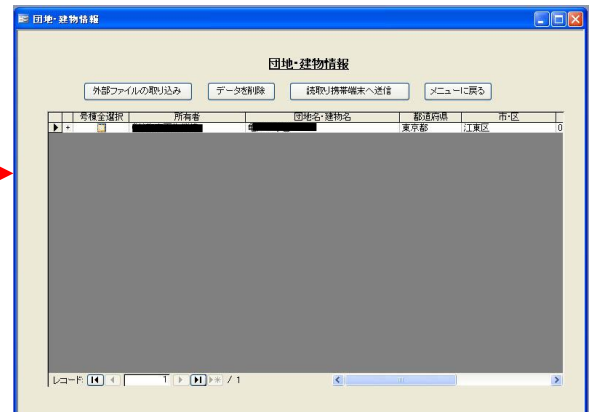 団地・建物情報
団地・建物情報
外部ファイルの取り込み データを削除 読取り携帯端末へ送信 メニューに戻る
号棟全選択 所有者 団地名・建物名 都道府県 市・区
+ 東京都 江東区 0
レコード: 1 / 1